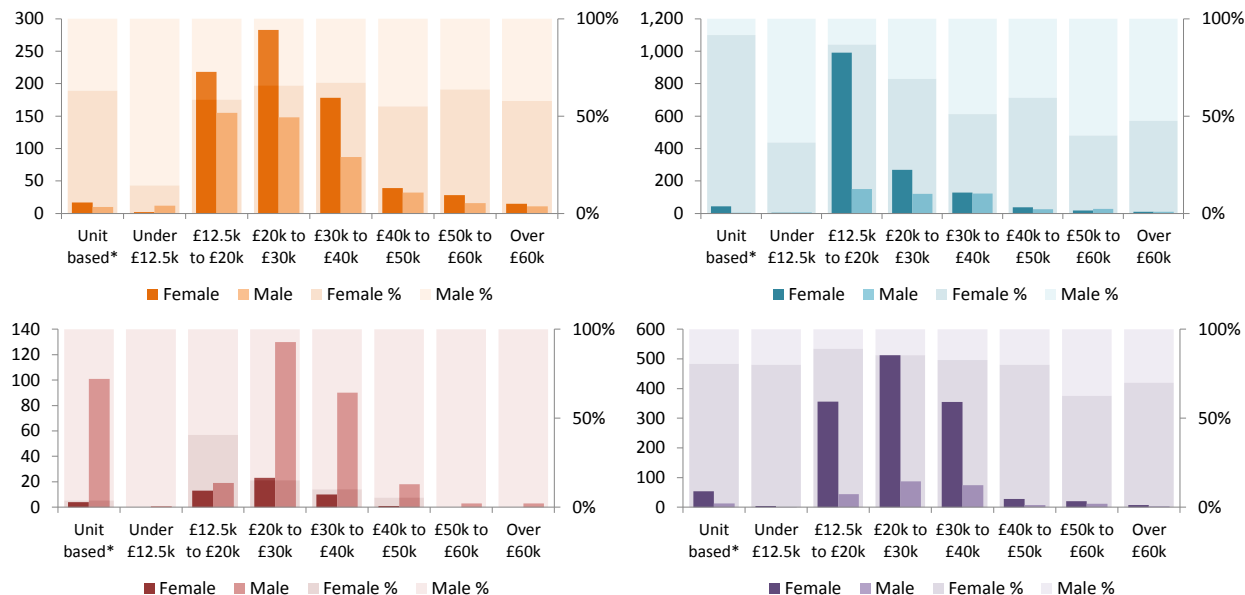 300
250
200
150
100
50
0
100%
50%
0%
Unit based*
Under £12.5k
£12.5k to £20k
£20k to £30k
£30k to £40k
£40k to £50k
£50k to £60k
Over £60k
Female Male Female % Male %
1,200
1,000
800
600
400
200
0
100%
50%
0%
Unit based*
Under £12.5k
£12.5k to £20k
£20k to £30k
£30k to £40k
£40k to £50k
£50k to £60k
Over £60k
Female Male Female % Male %
140
120
100
80
60
40
20
0
100%
50%
0%
Unit based*
Under £12.5k
£12.5k to £20k
£20k to £30k
£30k to £40k
£40k to £50k
£50k to £60k
Over £60k
Female Male Female % Male %
600
500
400
300
200
100
0
100%
50%
0%
Unit based*
Under £12.5k
£12.5k to £20k
£20k to £30k
£30k to £40k
£40k to £50k
£50k to £60k
Over £60k
Female Male Female % Male %